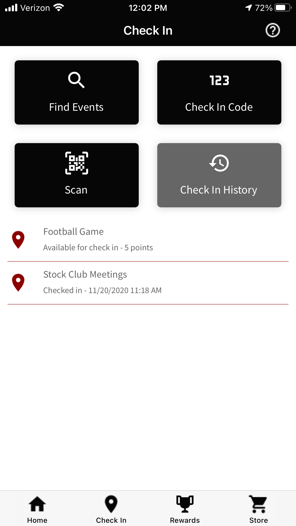 Verizon 12:02 PM 72%
Check In
Find Events
123
Check In Code
Scan
Check In History
Football Game
Available for check in - 5 points
Stock Club Meetings
Checked in - 11/20/2020 11:18 AM
Home Check In Rewards Store